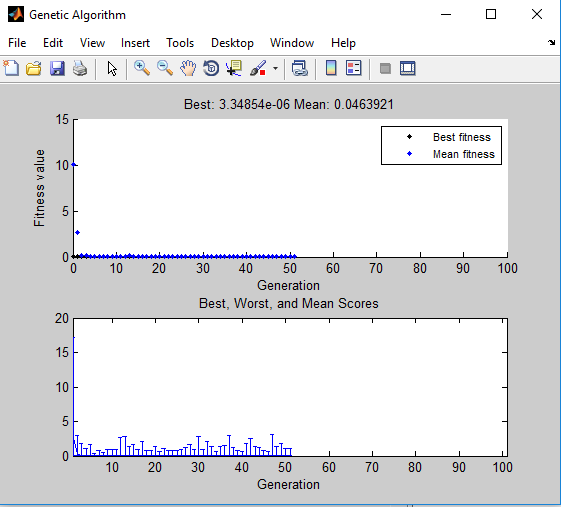 Genetic Algorithm
File Edit View Insert Tools Desktop Window Help
Best: 3.34854e-06 Mean: 0.0463921
15
10
5
0
Fitness value
Best fitness
Mean fitness
0 10 20 30 40 50 60 70 80 90 100
Generation
Best, Worst, and Mean Scores
20
15
10
5
0
10 20 30 40 50 60 70 80 90 100
Generation